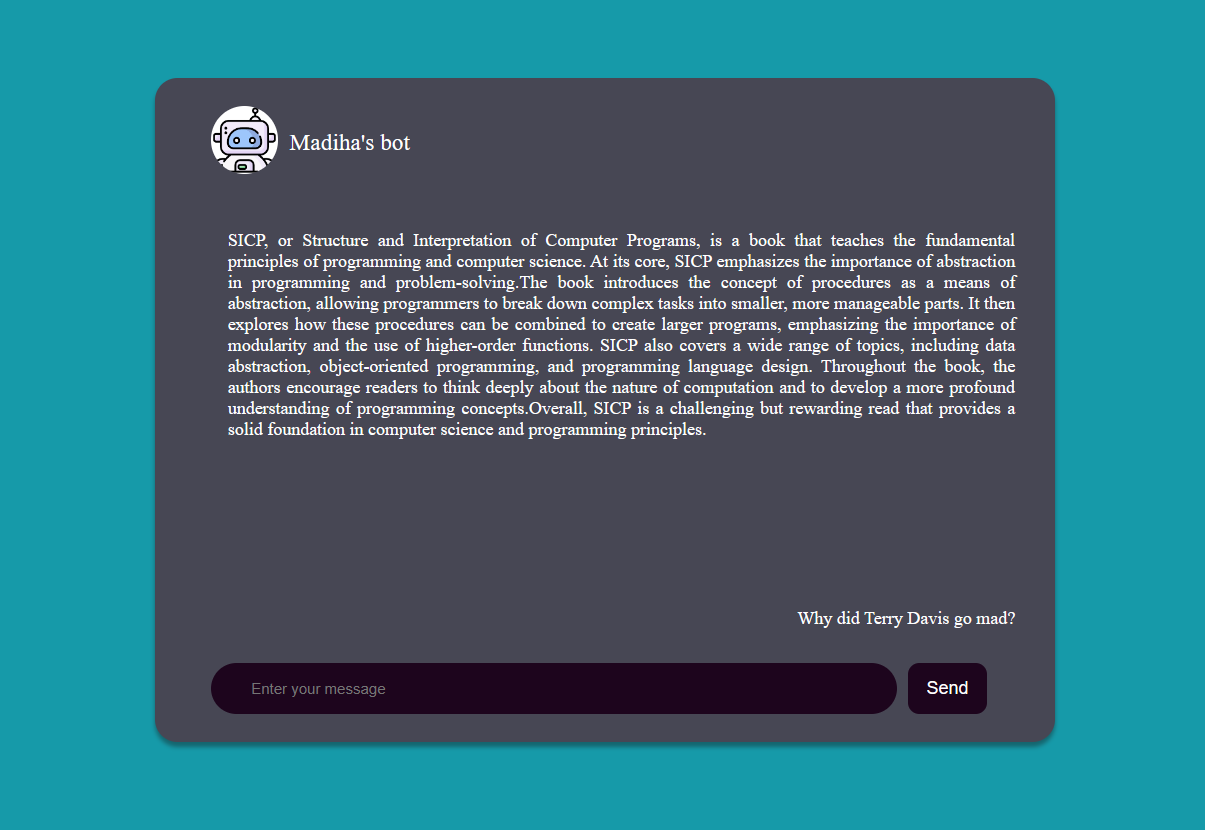 Madiha's bot
SICP, or Structure and Interpretation of Computer Programs, is a book that teaches the fundamental
principles of programming and computer science. At its core, SICP emphasizes the importance of abstraction
in programming and problem-solving.The book introduces the concept of procedures as a means of
abstraction, allowing programmers to break down complex tasks into smaller, more manageable parts. It then
explores how these procedures can be combined to create larger programs, emphasizing the importance of
modularity and the use of higher-order functions. SICP also covers a wide range of topics, including data
abstraction, object-oriented programming, and programming language design. Throughout the book, the
authors encourage readers to think deeply about the nature of computation and to develop a more profound
understanding of programming concepts.Overall, SICP is a challenging but rewarding read that provides a
solid foundation in computer science and programming principles.
Why did Terry Davis go mad?
Enter your message
Send